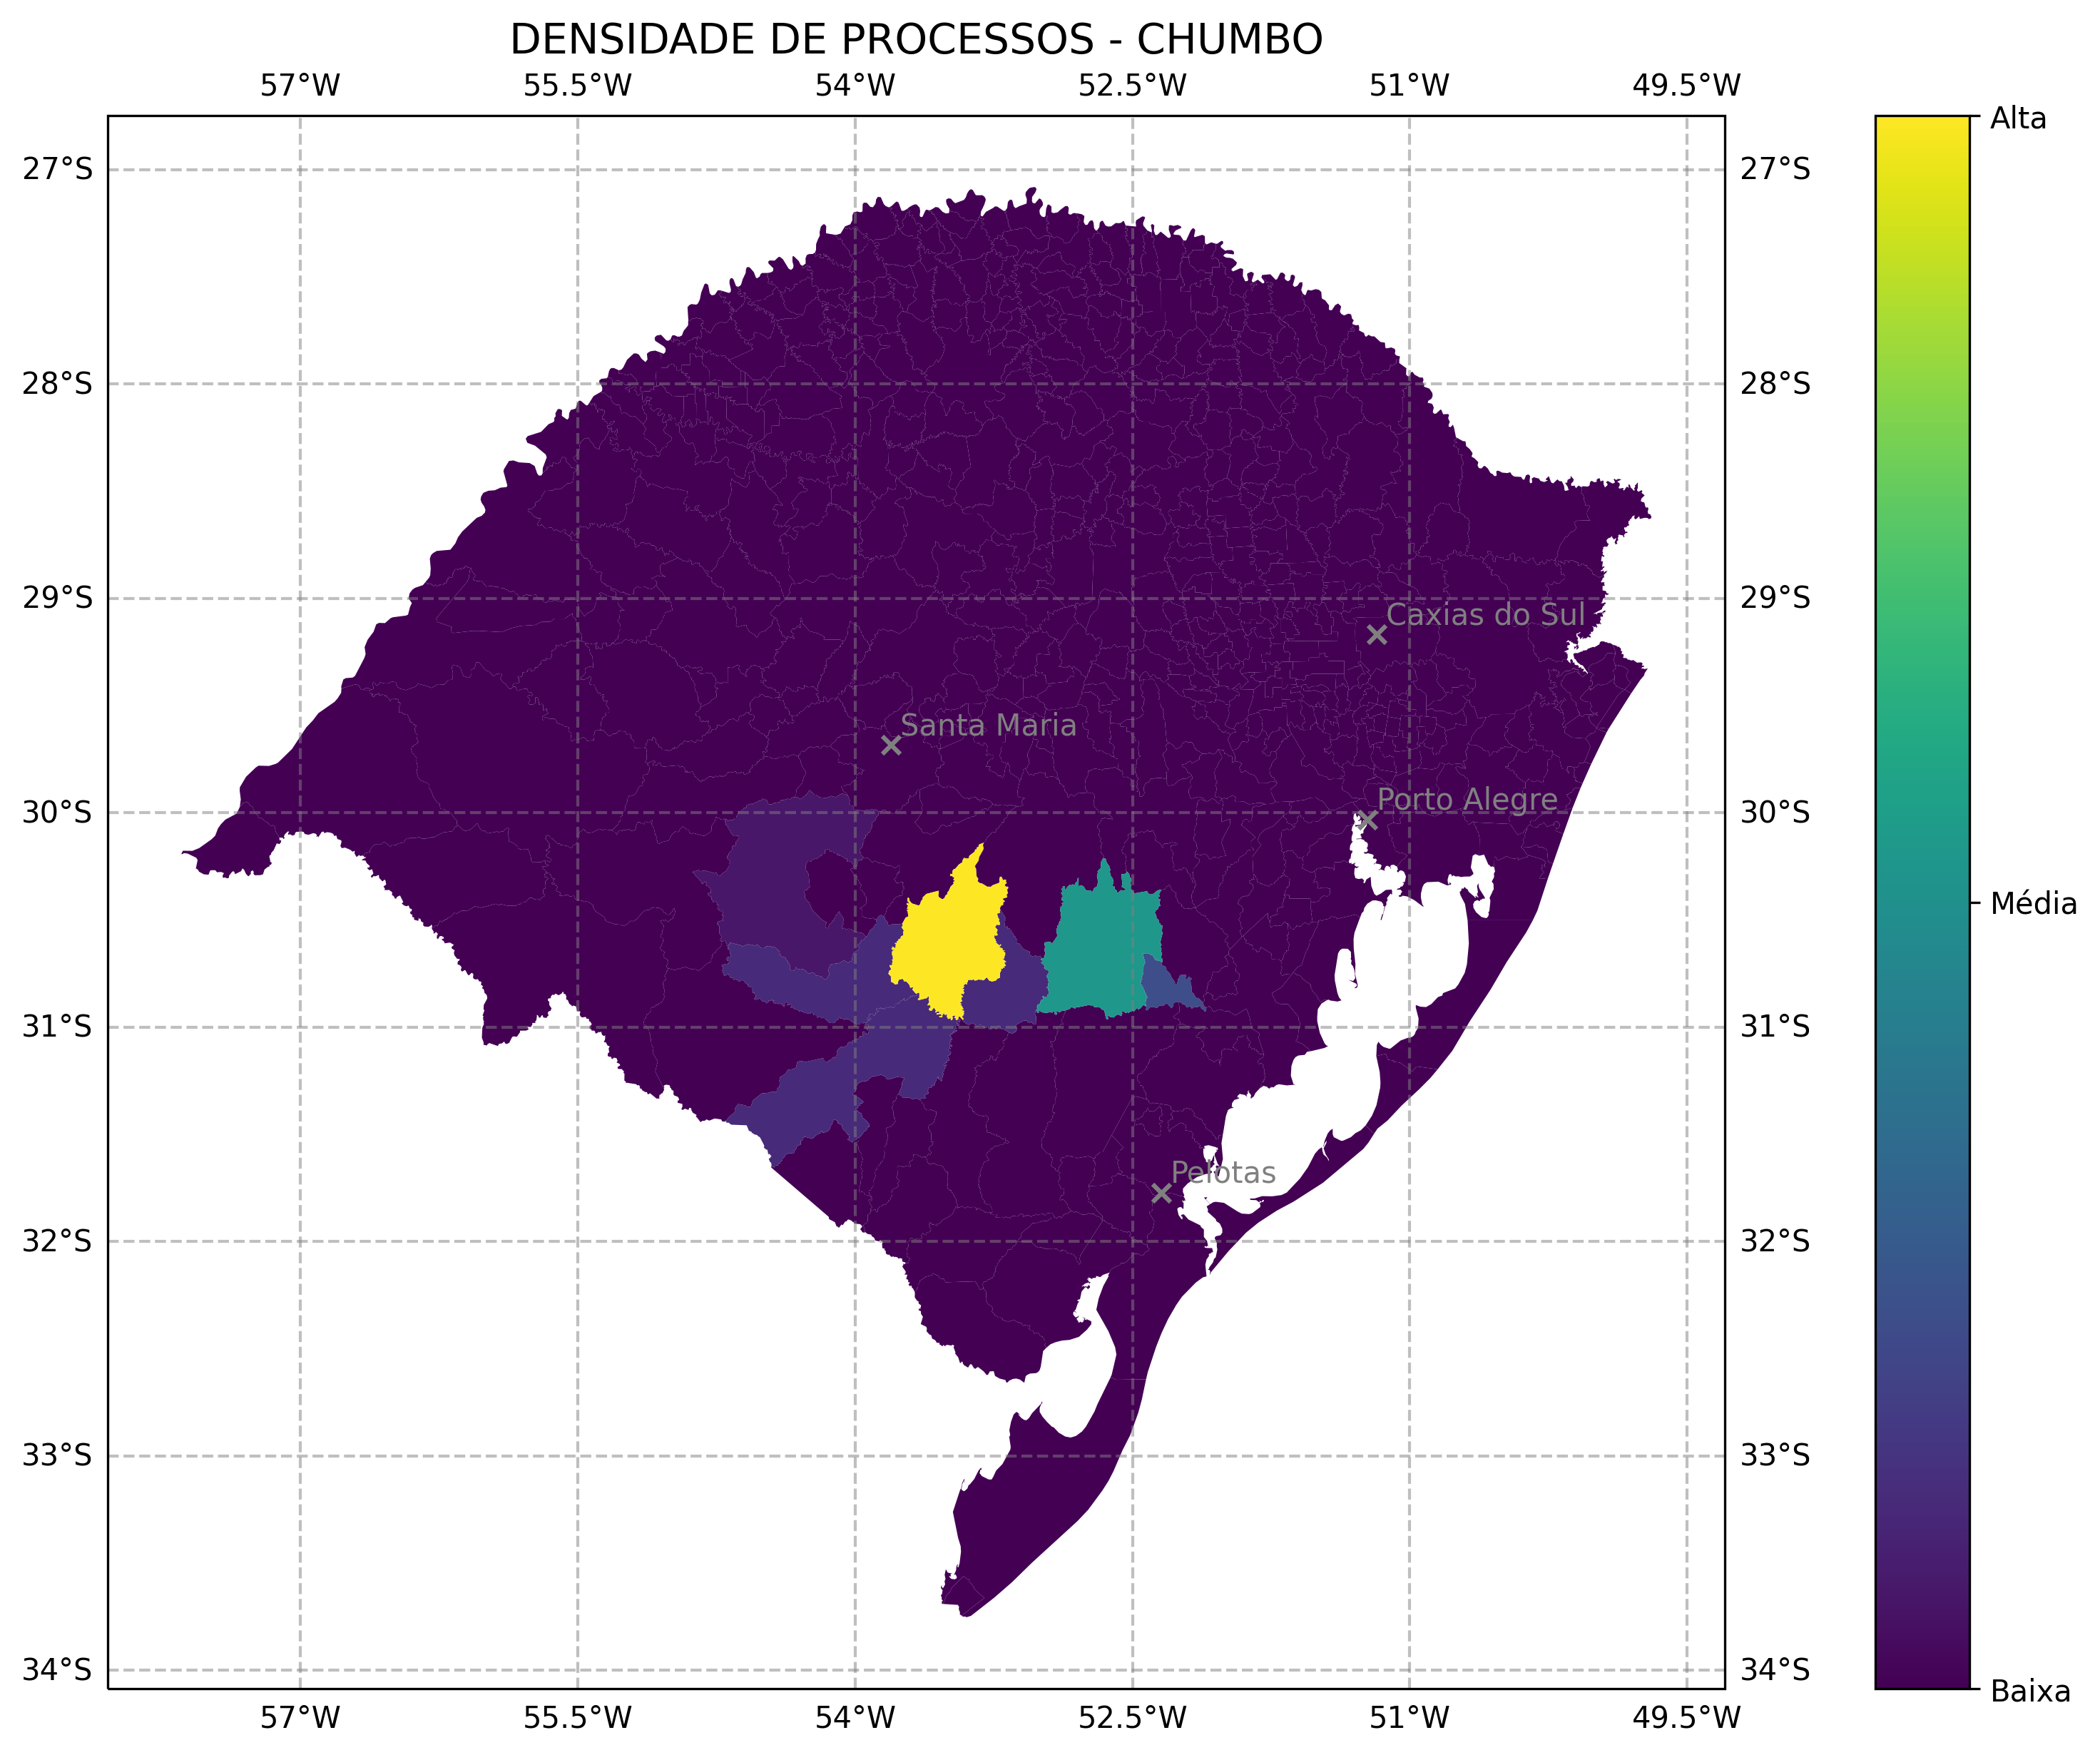 DENSIDADE DE PROCESSOS - CHUMBO
57°W 55.5°W 54°W 52.5°W 51°W 49.5°W
Alta
27°S 27°S
28°S 28°S
29°S 29°S
Caxias do Sul
Santa Maria
Porto Alegre
30°S 30°S
Média
31°S 31°S
Pelotas
32°S 32°S
33°S 33°S
34°S 34°S
Baixa
57°W 55.5°W 54°W 52.5°W 51°W 49.5°W